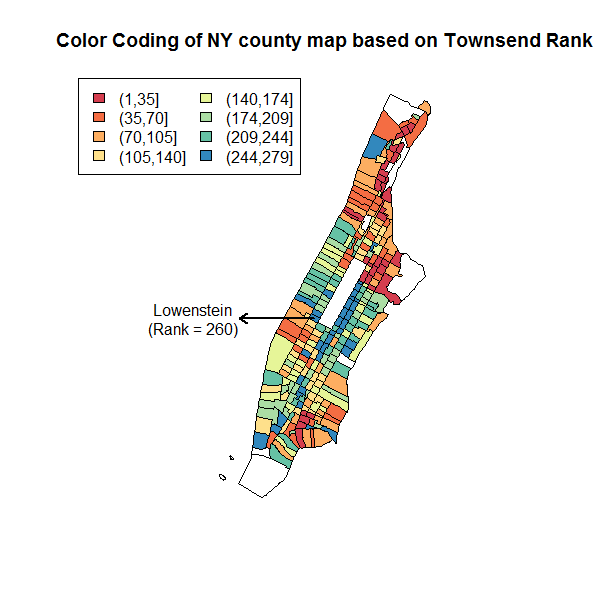 Color Coding of NY county map based on Townsend Rank
(1,35]
(35,70]
(70,105]
(105,140]
(140,174]
(174,209]
(209,244]
(244,279]
Lowenstein
(Rank = 260)